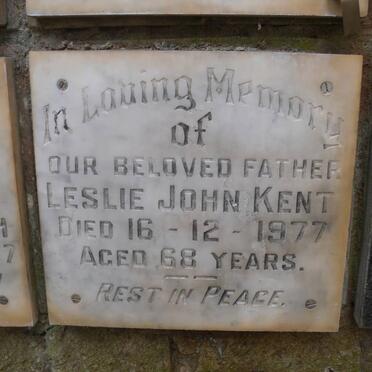 In Loving Memory
of
OUR BELOVED FATHER
LESLIE JOHN KENT
DIED 16 - 12 - 1977
AGED 68 YEARS.
REST IN PEACE.